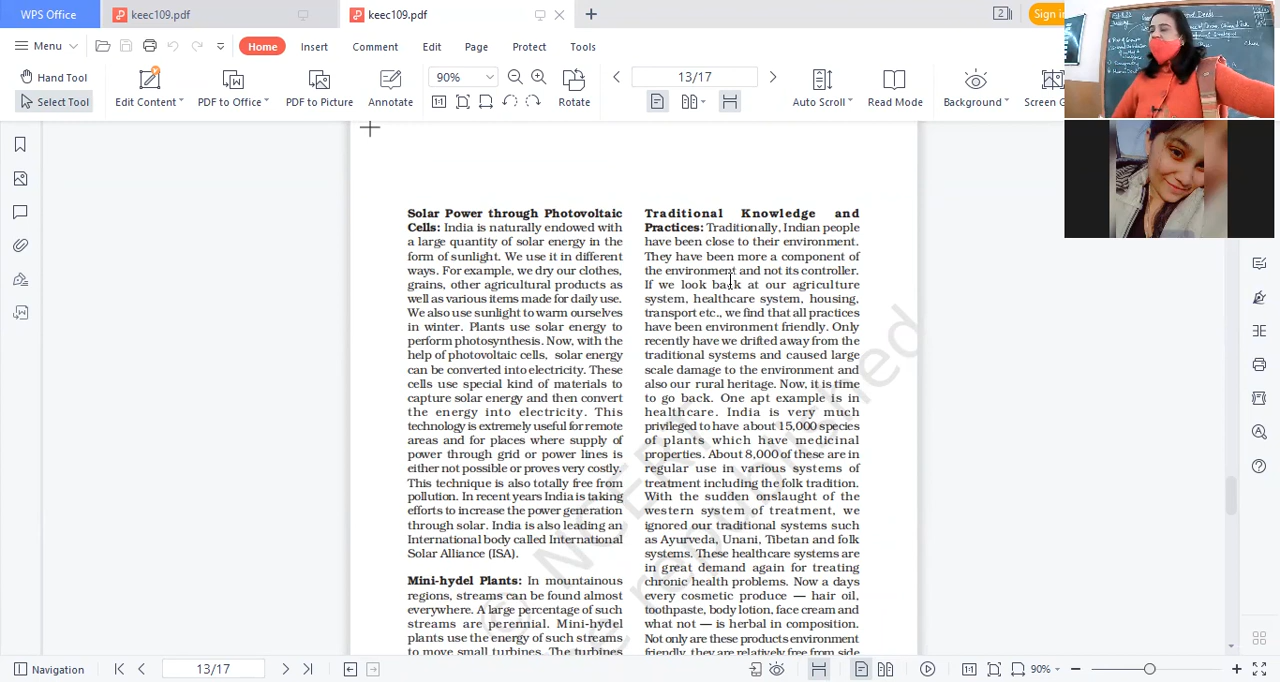 WPS Office
keec109.pdf
keec109.pdf
2
Sign in
Menu
Home
Insert
Comment
Edit
Page
Protect
Tools
Hand Tool
Select Tool
Edit Content
PDF to Office
PDF to Picture
Annotate
90%
Rotate
13/17
Auto Scroll
Read Mode
Background
Screen G
Solar Power through Photovoltaic
Cells: India is naturally endowed with
a large quantity of solar energy in the
form of sunlight. We use it in different
ways. For example, we dry our clothes,
grains, other agricultural products as
well as various items made for daily use.
We also use sunlight to warm ourselves
in winter. Plants use solar energy to
perform photosynthesis. Now, with the
help of photovoltaic cells, solar energy
can be converted into electricity. These
cells use special kind of materials to
capture solar energy and then convert
the energy into electricity. This
technology is extremely useful for remote
areas and for places where supply of
power through grid or power lines is
either not possible or proves very costly.
This technique is also totally free from
pollution. In recent years India is taking
efforts to increase the power generation
through solar. India is also leading an
International body called International
Solar Alliance (ISA).
Mini-hydel Plants: In mountainous
regions, streams can be found almost
everywhere. A large percentage of such
streams are perennial. Mini-hydel
plants use the energy of such streams
to move small turbines. The turbines
Traditional Knowledge and
Practices: Traditionally, Indian people
have been close to their environment.
They have been more a component of
the environment and not its controller.
If we look back at our agriculture
system, healthcare system, housing,
transport etc., we find that all practices
have been environment friendly. Only
recently have we drifted away from the
traditional systems and caused large
scale damage to the environment and
also our rural heritage. Now, it is time
to go back. One apt example is in
healthcare. India is very much
privileged to have about 15,000 species
of plants which have medicinal
properties. About 8,000 of these are in
regular use in various systems of
treatment including the folk tradition.
With the sudden onslaught of the
western system of treatment, we
ignored our traditional systems such
as Ayurveda, Unani, Tibetan and folk
systems. These healthcare systems are
in great demand again for treating
chronic health problems. Now a days
every cosmetic produce — hair oil,
toothpaste, body lotion, face cream and
what not — is herbal in composition.
Not only are these products environment
friendly, they are relatively free from side
© NCERT
republished
Navigation
13/17
90%